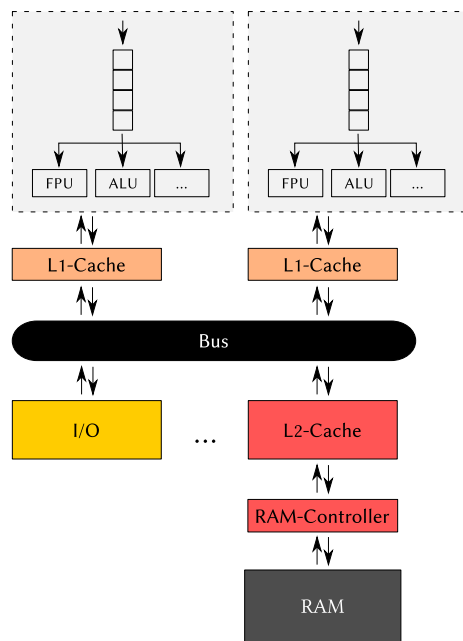 FPU ALU ... FPU ALU ...
L1-Cache L1-Cache
Bus
I/O ... L2-Cache
RAM-Controller
RAM